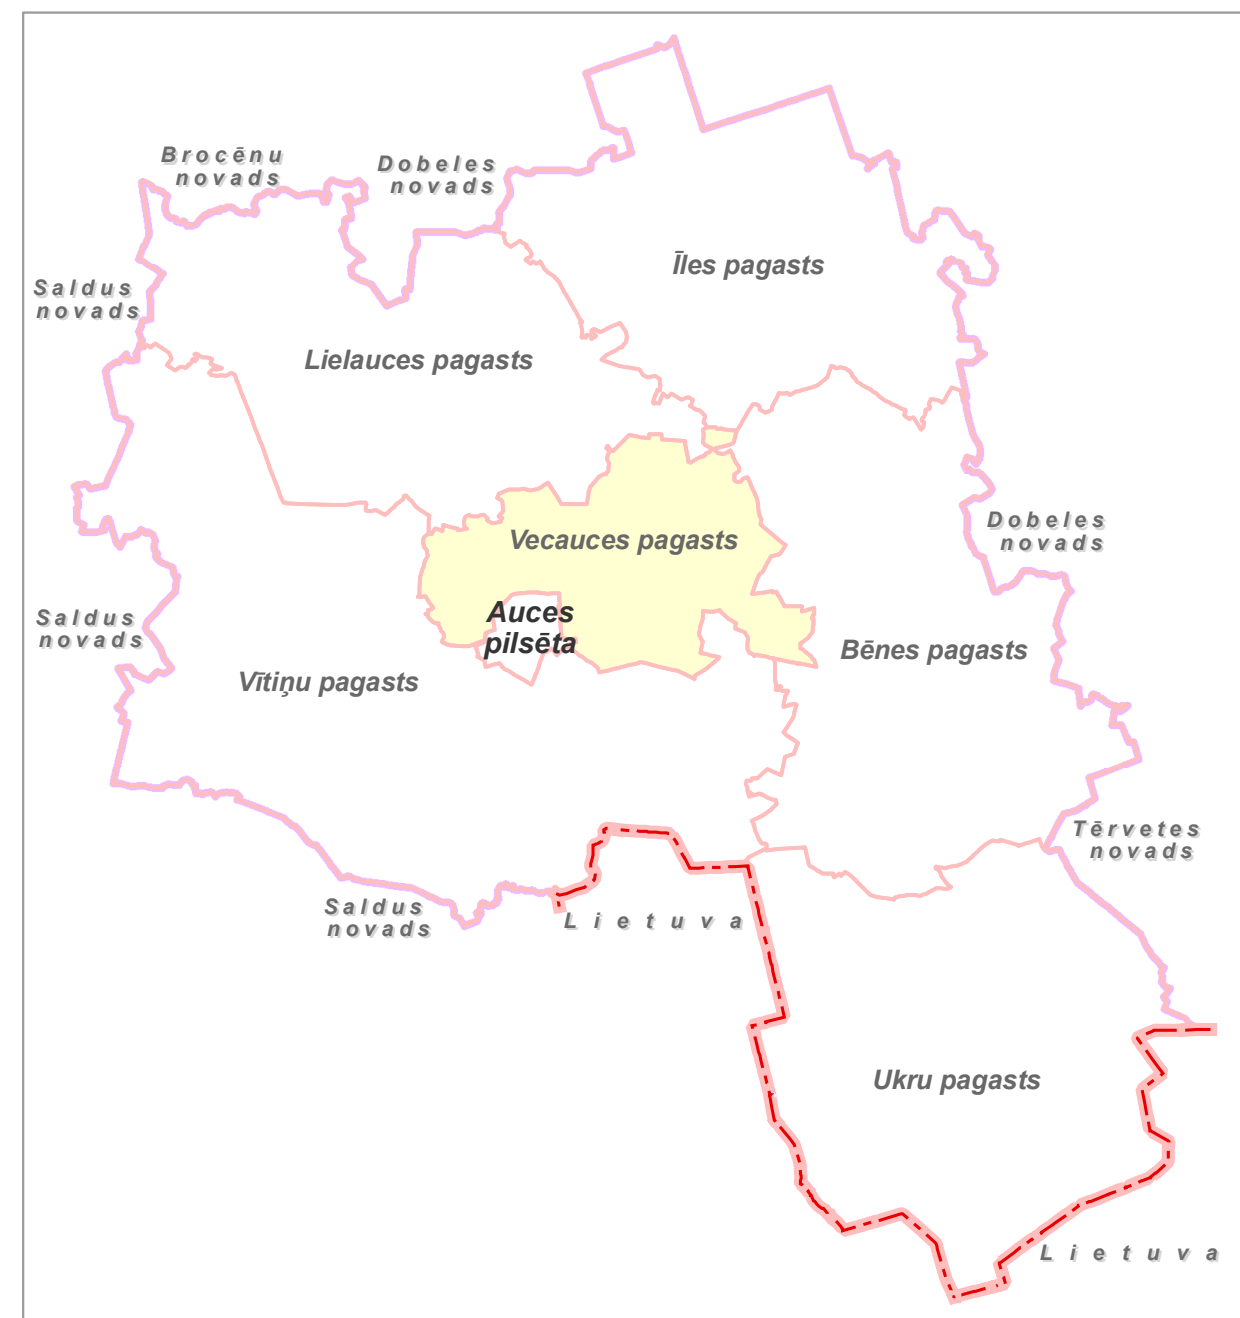 Brocēnu
novads
Dobeles
novads
Īles pagasts
Saldus
novads
Lielauces pagasts
Vecauces pagasts
Dobeles
novads
Saldus
novads
Auces
pilsēta
Bēnes pagasts
Vītiņu pagasts
Tērvetes
novads
Saldus
novads
Lietuva
Ukru pagasts
Lietuva